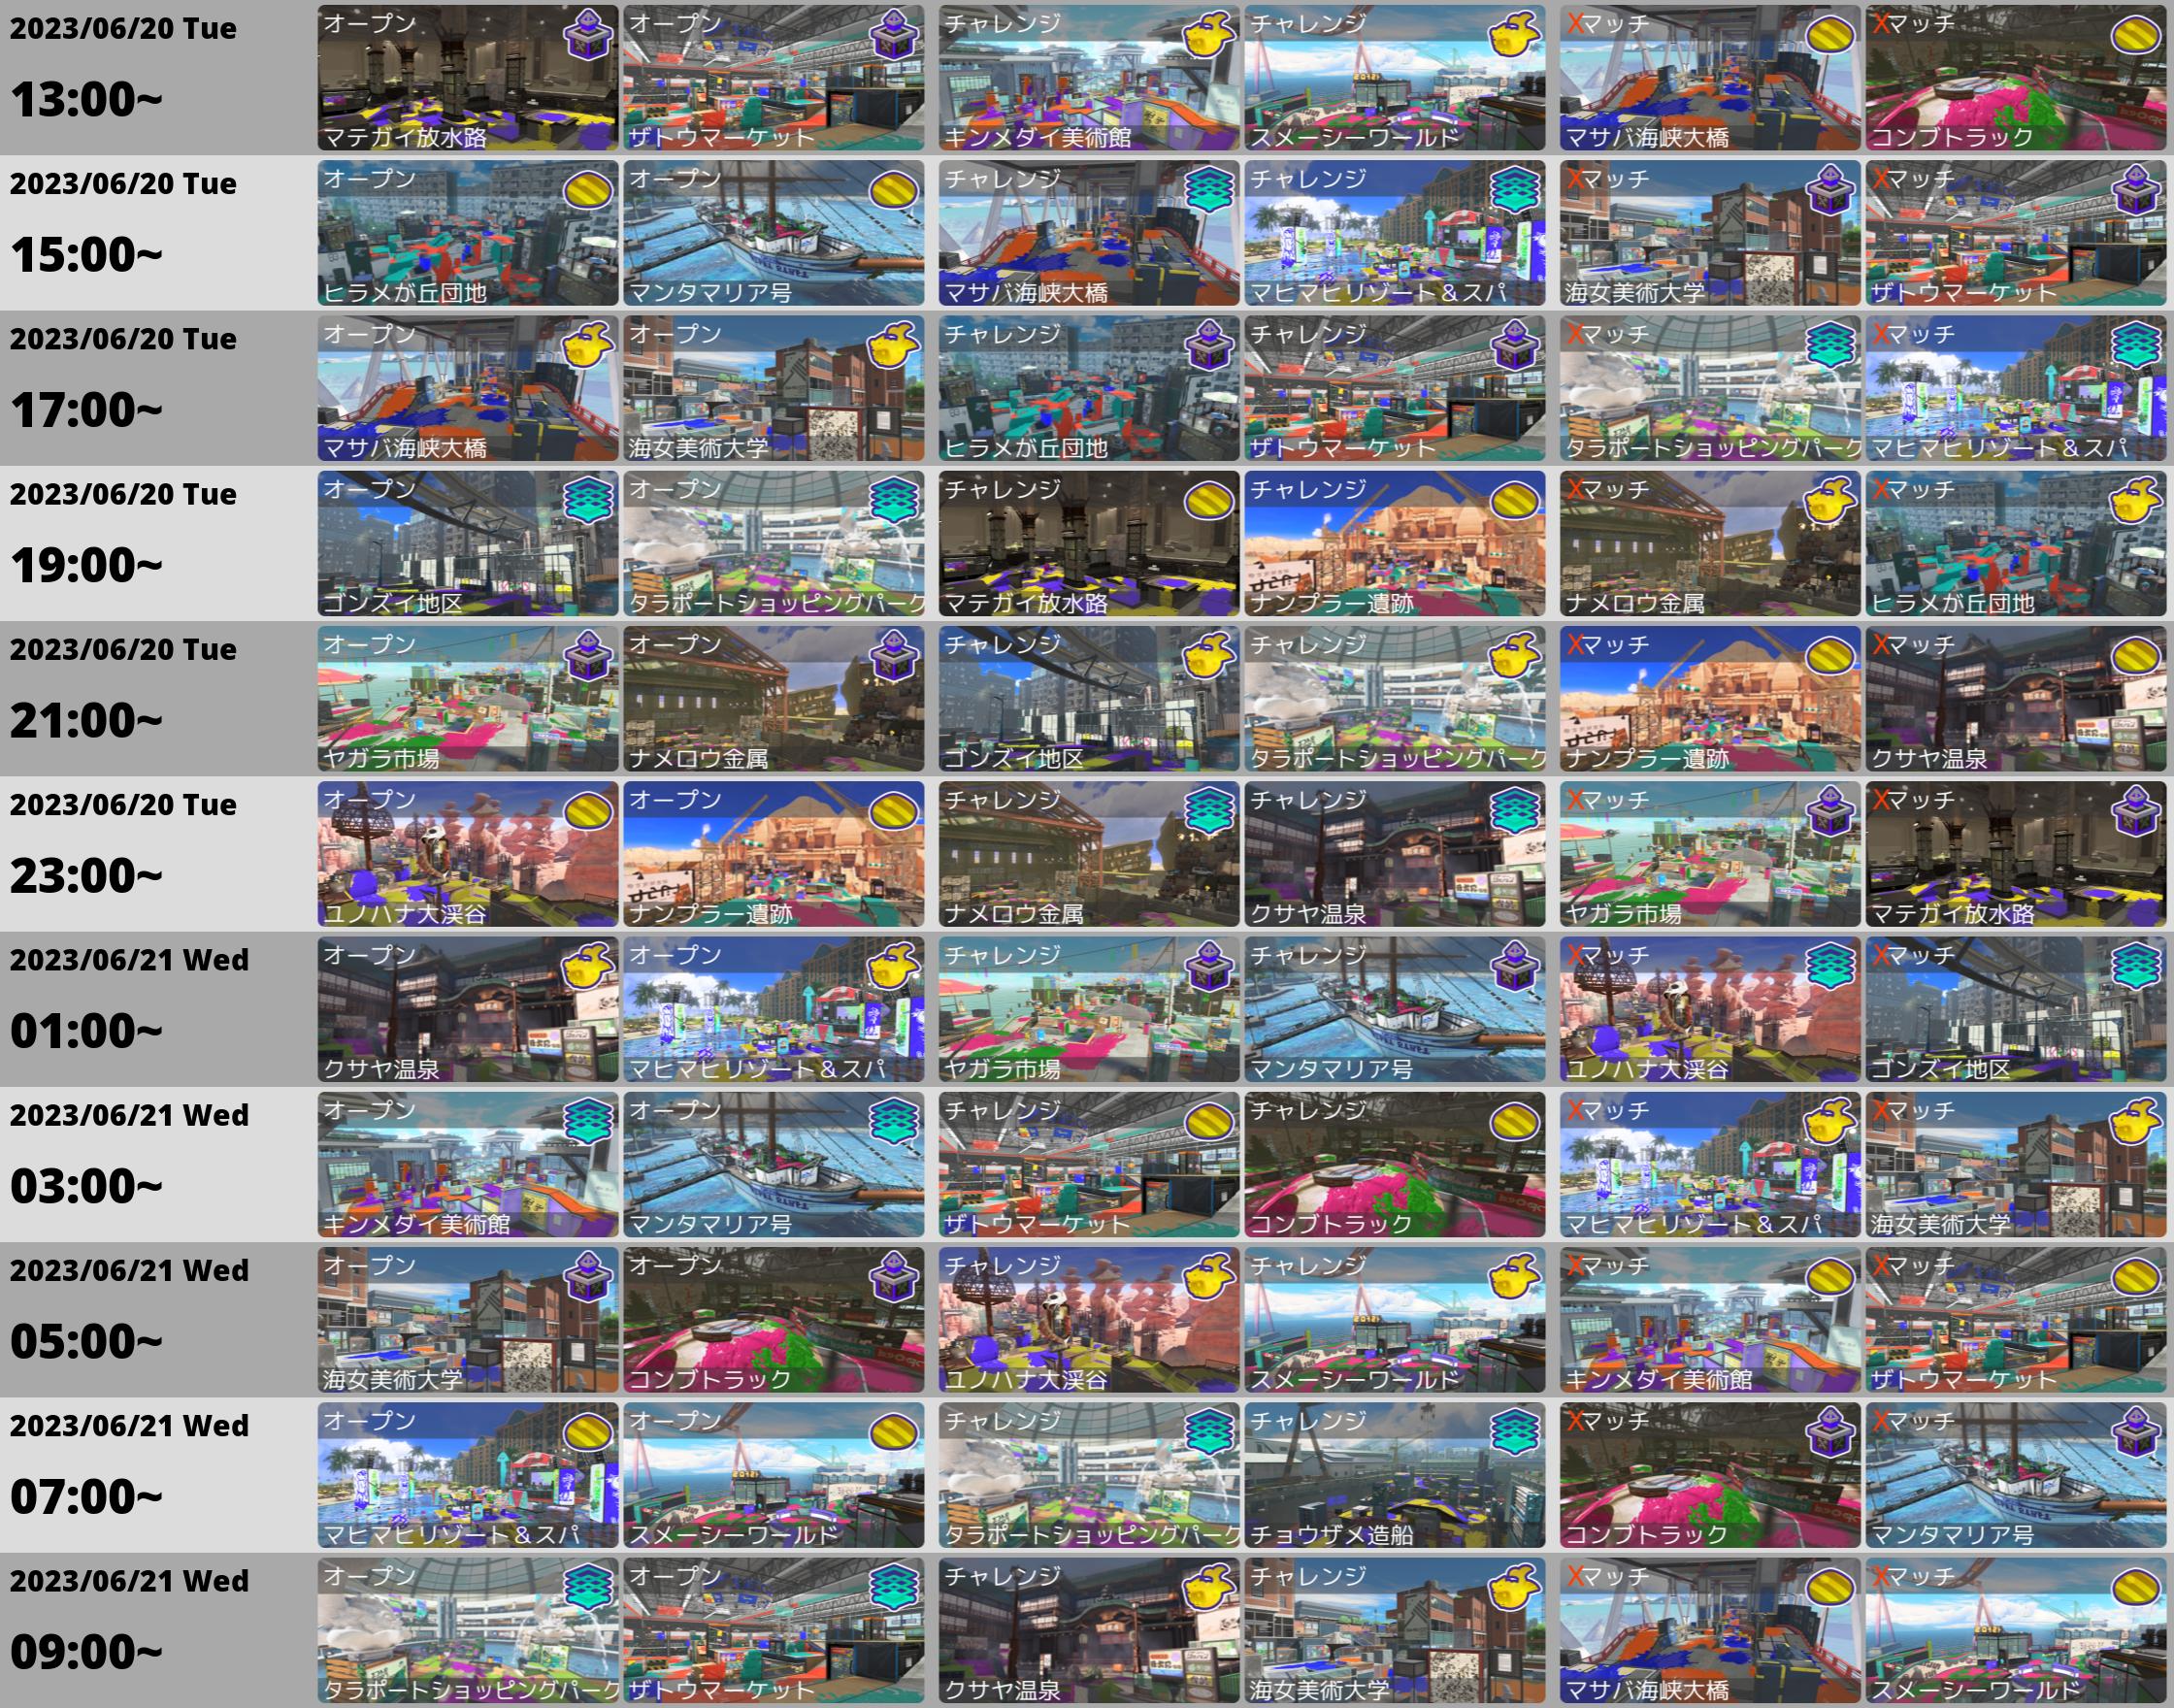 2023/06/20 Tue
13:00~
オープン オープン チャレンジ チャレンジ Xマッチ Xマッチ
マテガイ放水路 ザトウマーケット キンメダイ美術館 スメーシーワールド マサバ海峡大橋 コンブトラック
2023/06/20 Tue
15:00~
オープン オープン チャレンジ チャレンジ Xマッチ Xマッチ
ヒラメが丘団地 マンタマリア号 マサバ海峡大橋 マヒマヒリゾート＆スパ 海女美術大学 ザトウマーケット
2023/06/20 Tue
17:00~
オープン オープン チャレンジ チャレンジ Xマッチ Xマッチ
マサバ海峡大橋 海女美術大学 ヒラメが丘団地 ザトウマーケット タラポートショッピングパーク マヒマヒリゾート＆スパ
2023/06/20 Tue
19:00~
オープン オープン チャレンジ チャレンジ Xマッチ Xマッチ
ゴンズイ地区 タラポートショッピングパーク マテガイ放水路 ナンプラー遺跡 ナメロウ金属 ヒラメが丘団地
2023/06/20 Tue
21:00~
オープン オープン チャレンジ チャレンジ Xマッチ Xマッチ
ヤガラ市場 ナメロウ金属 ゴンズイ地区 タラポートショッピングパーク ナンプラー遺跡 クサヤ温泉
2023/06/20 Tue
23:00~
オープン オープン チャレンジ チャレンジ Xマッチ Xマッチ
ユノハナ大渓谷 ナンプラー遺跡 ナメロウ金属 クサヤ温泉 ヤガラ市場 マテガイ放水路
2023/06/21 Wed
01:00~
オープン オープン チャレンジ チャレンジ Xマッチ Xマッチ
クサヤ温泉 マヒマヒリゾート＆スパ ヤガラ市場 マンタマリア号 ユノハナ大渓谷 ゴンズイ地区
2023/06/21 Wed
03:00~
オープン オープン チャレンジ チャレンジ Xマッチ Xマッチ
キンメダイ美術館 マンタマリア号 ザトウマーケット コンブトラック マヒマヒリゾート＆スパ 海女美術大学
2023/06/21 Wed
05:00~
オープン オープン チャレンジ チャレンジ Xマッチ Xマッチ
海女美術大学 コンブトラック ユノハナ大渓谷 スメーシーワールド キンメダイ美術館 ザトウマーケット
2023/06/21 Wed
07:00~
オープン オープン チャレンジ チャレンジ Xマッチ Xマッチ
マヒマヒリゾート＆スパ スメーシーワールド タラポートショッピングパーク チョウザメ造船 コンブトラック マンタマリア号
2023/06/21 Wed
09:00~
オープン オープン チャレンジ チャレンジ Xマッチ Xマッチ
タラポートショッピングパーク ザトウマーケット クサヤ温泉 海女美術大学 マサバ海峡大橋 スメーシーワールド